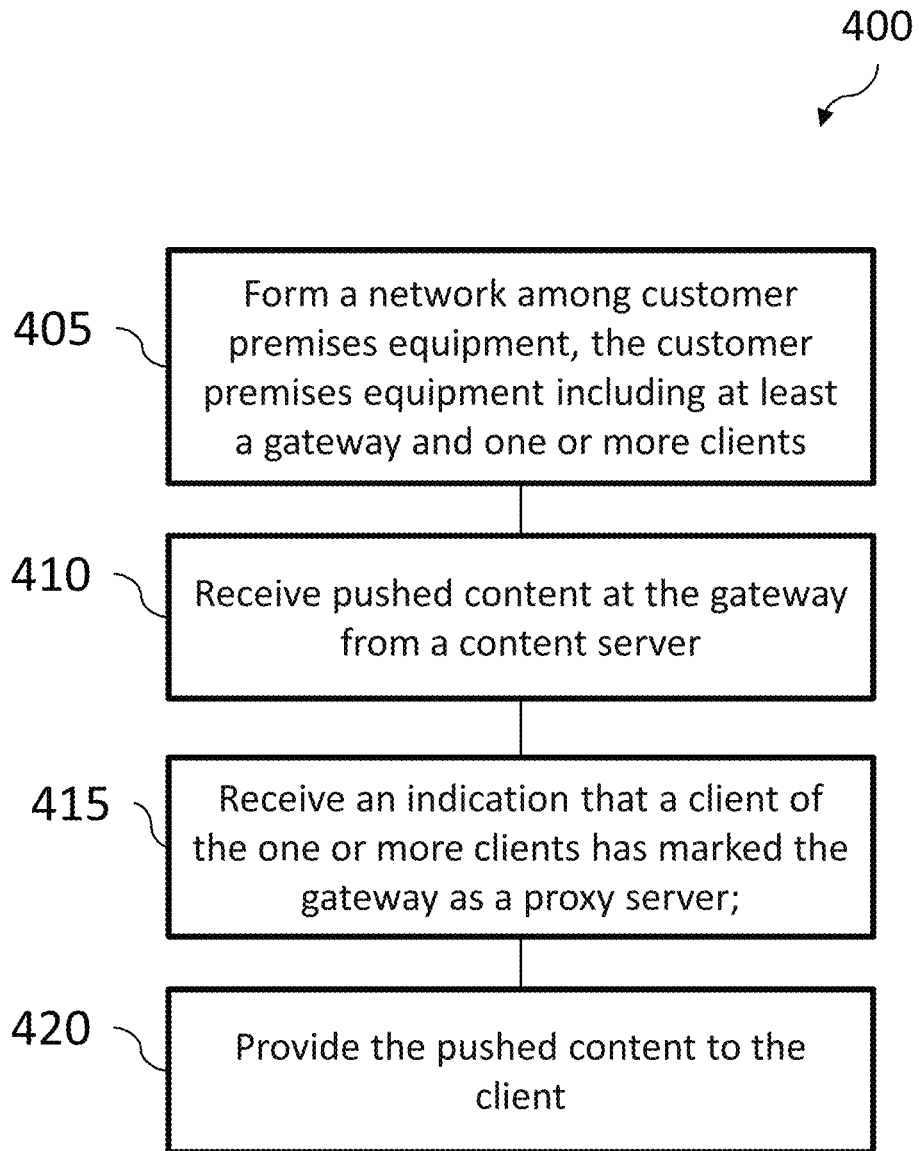 400
405
Form a network among customer
premises equipment, the customer
premises equipment including at least
a gateway and one or more clients
410
Receive pushed content at the gateway
from a content server
415
Receive an indication that a client of
the one or more clients has marked the
gateway as a proxy server;
420
Provide the pushed content to the
client